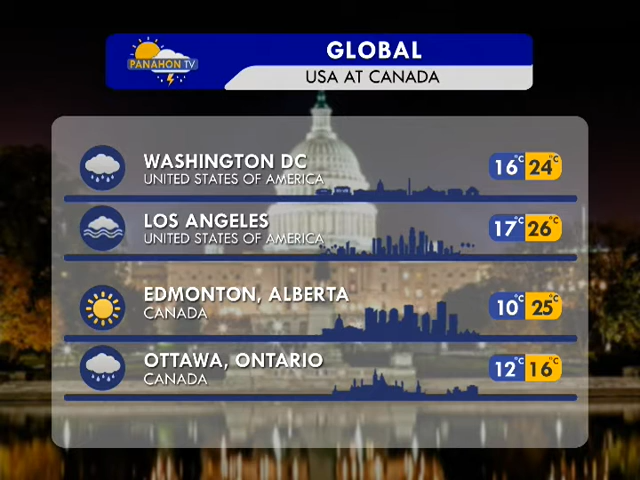 PANAHON TV
GLOBAL
USA AT CANADA
WASHINGTON DC
UNITED STATES OF AMERICA
16°C 24°C
LOS ANGELES
UNITED STATES OF AMERICA
17°C 26°C
EDMONTON, ALBERTA
CANADA
10°C 25°C
OTTAWA, ONTARIO
CANADA
12°C 16°C